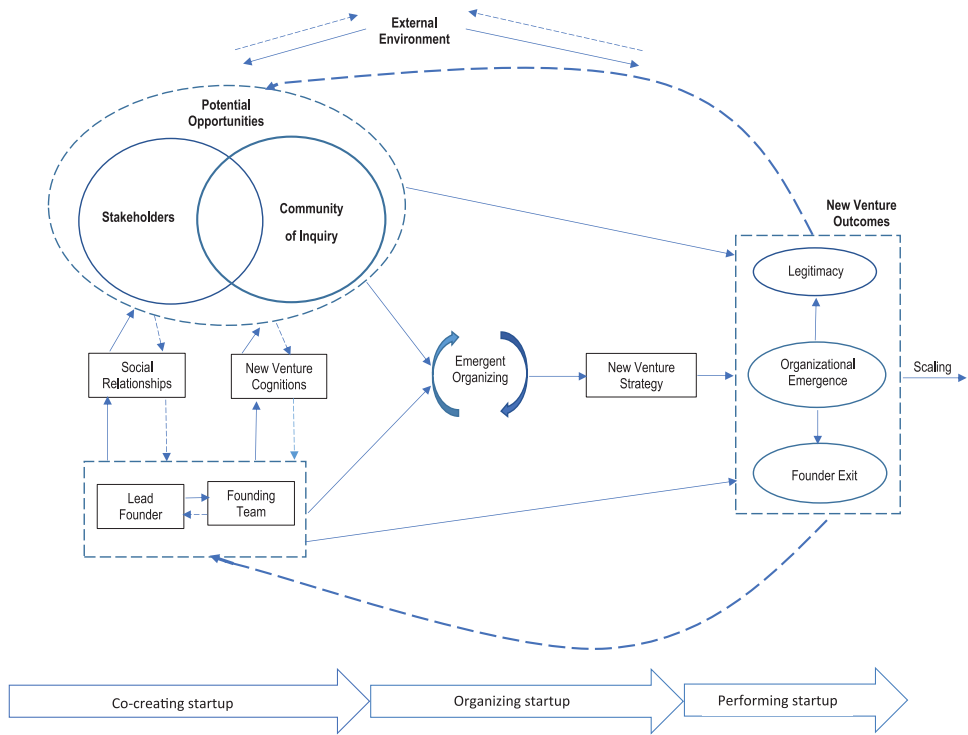 External
Environment
Potential
Opportunities
Stakeholders
Community
of Inquiry
New Venture
Outcomes
Legitimacy
Social
Relationships
New Venture
Cognitions
Emergent
Organizing
New Venture
Strategy
Organizational
Emergence
Scaling
Lead
Founder
Founding
Team
Founder Exit
Co-creating startup
Organizing startup
Performing startup